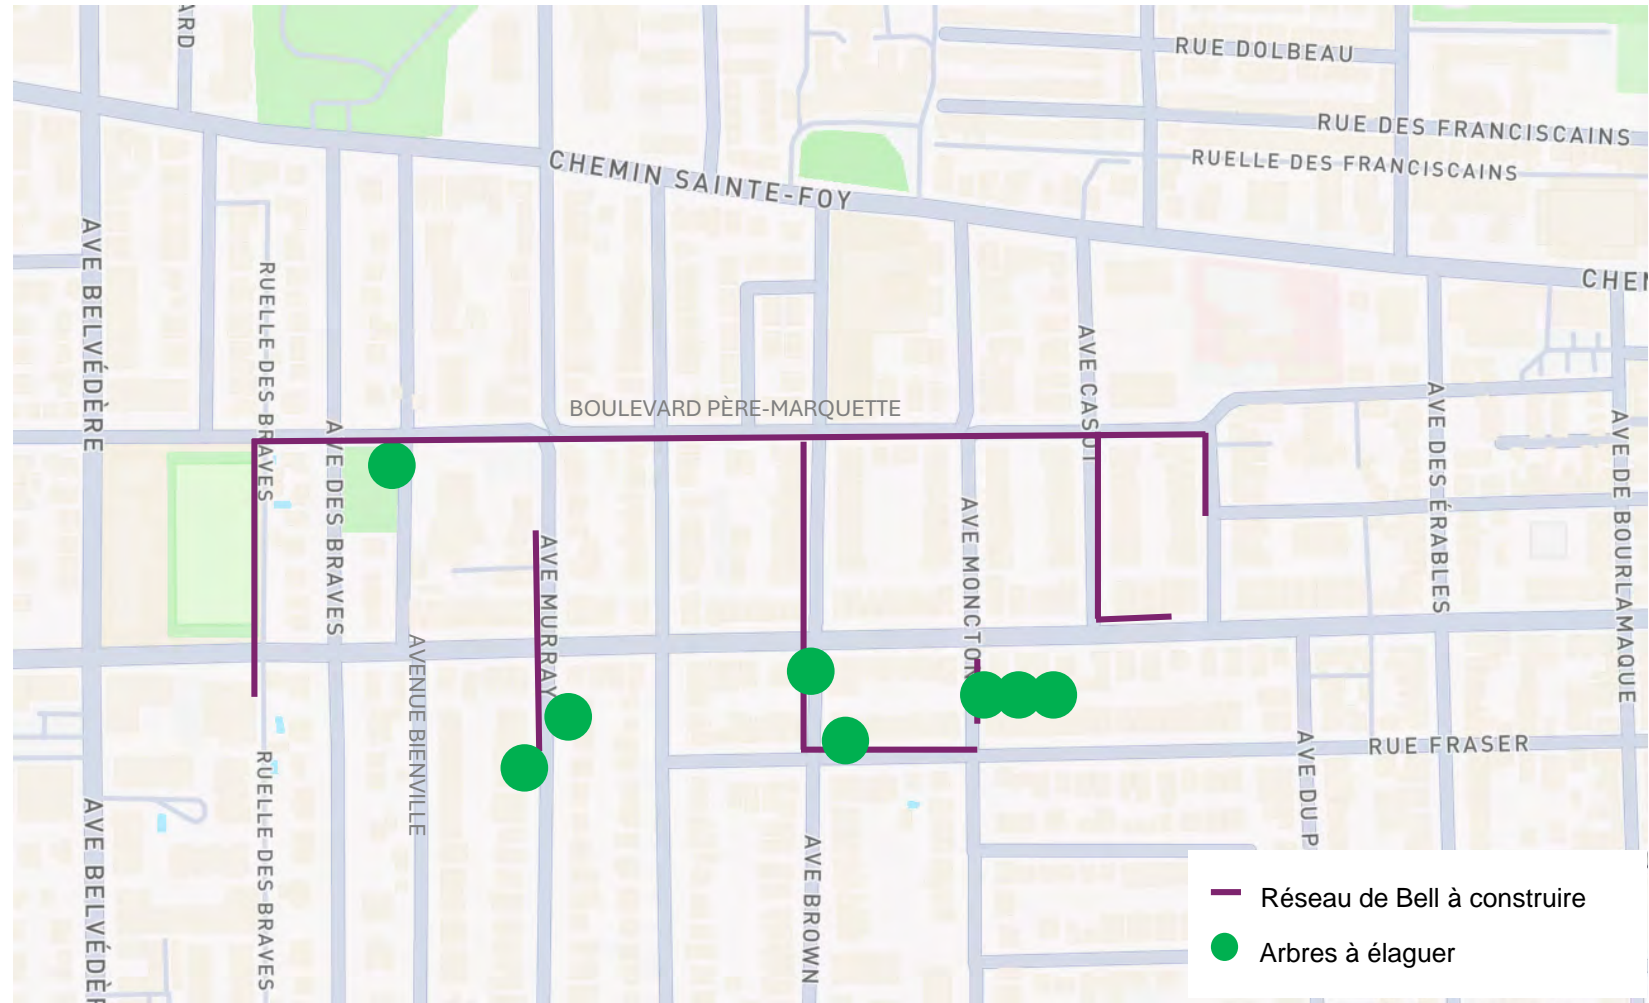 ARD
RUE DOLBEAU
RUE DES FRANCISCAINS
RUELLE DES FRANCISCAINS
CHEMIN SAINTE-FOY
AVE BELVÉDÈRE
RUELLE DES BRAVES
CHEM
AVE CASOT
AVE DES BRAVES
BOULEVARD PÈRE-MARQUETTE
AVE DES ÉRABLES
AVE DE BOURLAMAQUE
AVE MONCTON
AVE MURRAY
AVENUE BIENVILLE
RUE FRASER
AVE DU P
RUELLE DES BRAVES
AVE BELVÉDÈR
AVE BROWN
Réseau de Bell à construire
Arbres à élaguer